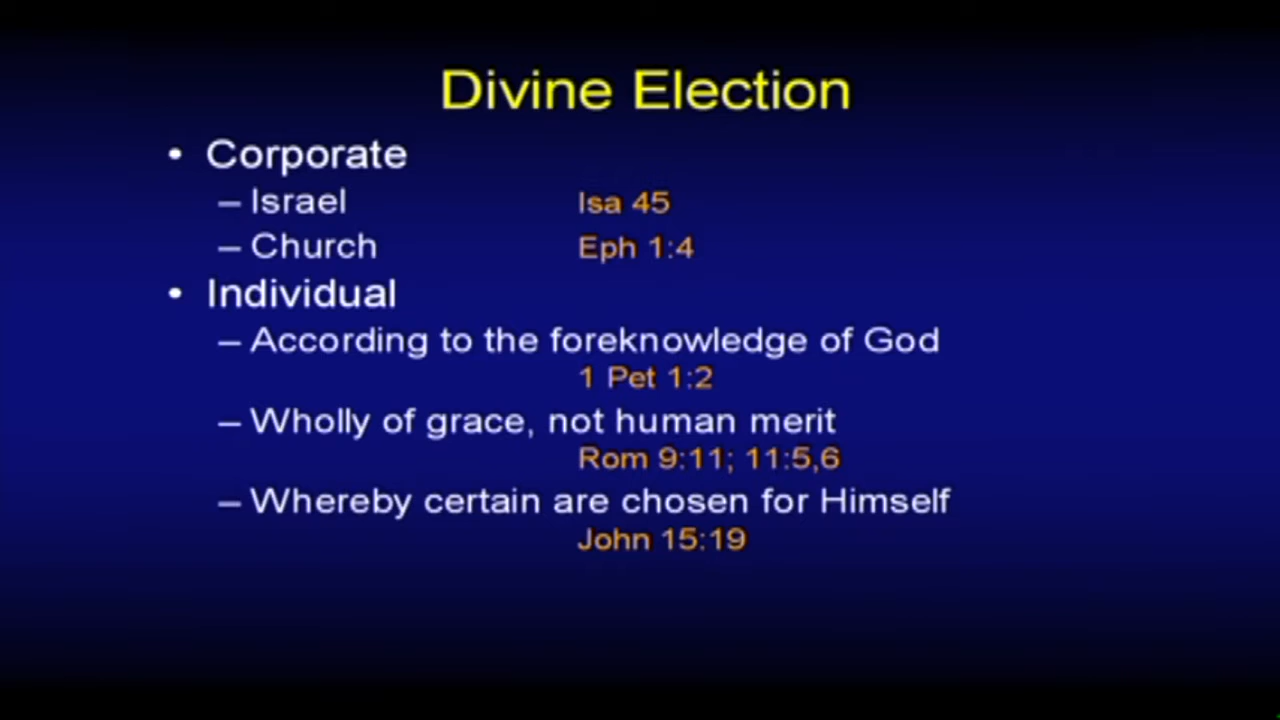 Divine Election
• Corporate
– Israel Isa 45
– Church Eph 1:4
• Individual
– According to the foreknowledge of God
1 Pet 1:2
– Wholly of grace, not human merit
Rom 9:11; 11:5,6
– Whereby certain are chosen for Himself
John 15:19